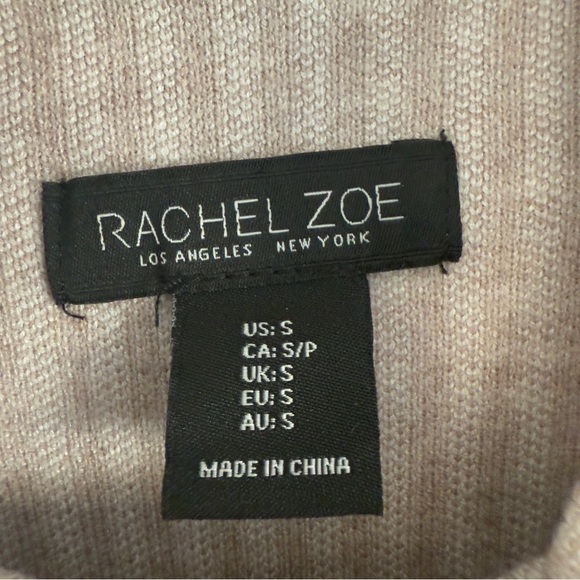 RACHEL ZOE
LOS ANGELES NEW YORK
US: S
CA: S/P
UK: S
EU: S
AU: S
MADE IN CHINA